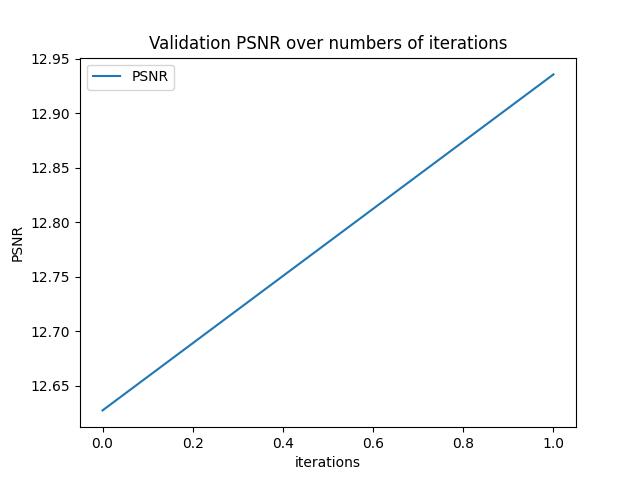 Validation PSNR over numbers of iterations
PSNR
12.95
12.90
12.85
12.80
12.75
12.70
12.65
PSNR
0.0 0.2 0.4 0.6 0.8 1.0
iterations